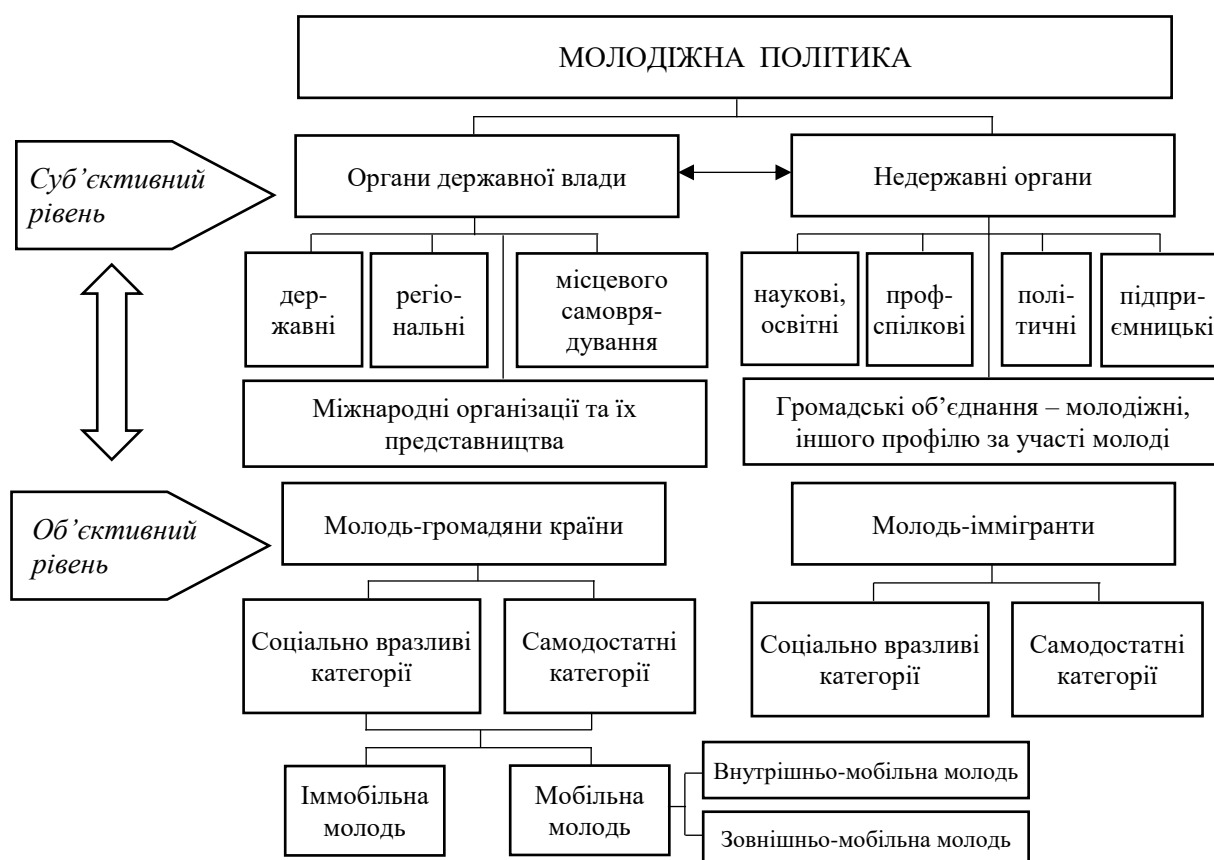 МОЛОДІЖНА ПОЛІТИКА
Суб’єктивний
рівень
Органи державної влади
Недержавні органи
дер-
жавні
регіо-
нальні
місцевого
самовря-
дування
наукові,
освітні
проф-
спілкові
полі-
тичні
підпри-
ємницькі
Міжнародні організації та їх
представництва
Громадські об’єднання – молодіжні,
іншого профілю за участі молоді
Об’єктивний
рівень
Молодь-громадяни країни
Молодь-іммігранти
Соціально вразливі
категорії
Самодостатні
категорії
Соціально вразливі
категорії
Самодостатні
категорії
Іммобільна
молодь
Мобільна
молодь
Внутрішньо-мобільна молодь
Зовнішньо-мобільна молодь